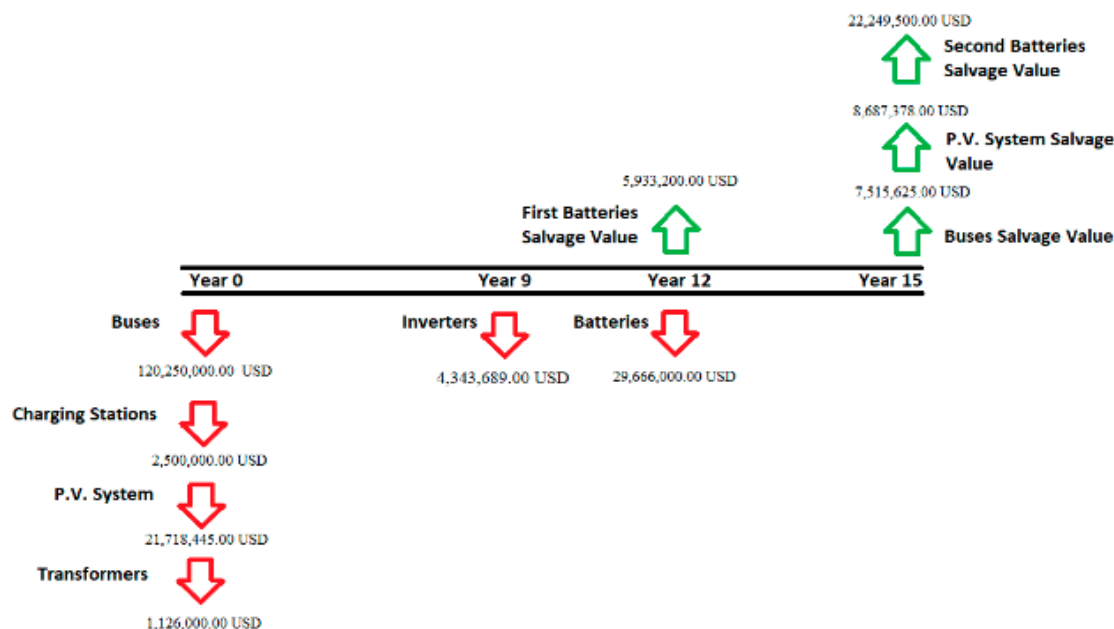 22,249,500.00 USD
Second Batteries
Salvage Value
8,687,378.00 USD
P.V. System Salvage
Value
5,933,200.00 USD
7,515,625.00 USD
First Batteries
Salvage Value
Buses Salvage Value
Year 0 Year 9 Year 12 Year 15
Buses Inverters Batteries
120,250,000.00 USD 4,343,689.00 USD 29,666,000.00 USD
Charging Stations
2,500,000.00 USD
P.V. System
21,718,445.00 USD
Transformers
1,126,000.00 USD